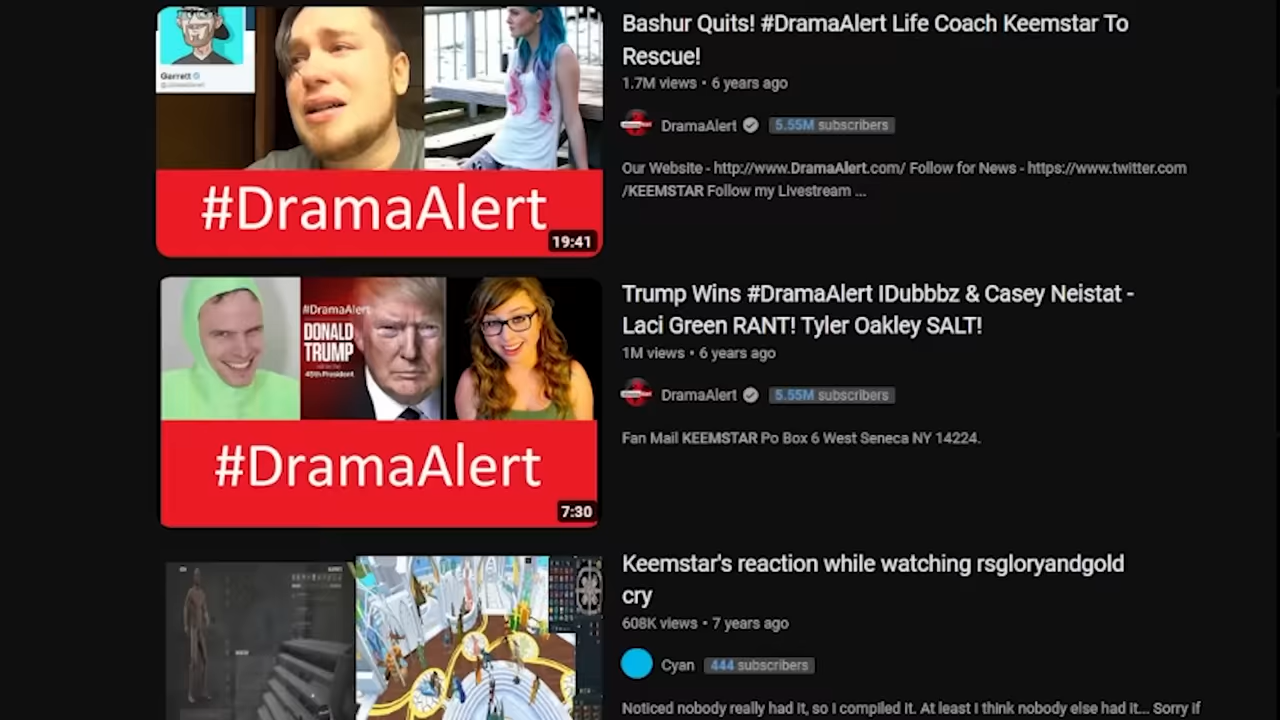 Garrett
#DramaAlert
19:41
Bashur Quits! #DramaAlert Life Coach Keemstar To
Rescue!
1.7M views • 6 years ago
DramaAlert
5.55M subscribers
Our Website - http://www.DramaAlert.com/ Follow for News - https://www.twitter.com
/KEEMSTAR Follow my Livestream ...
#DramaAlert
DONALD
TRUMP
45th President
#DramaAlert
7:30
Trump Wins #DramaAlert IDubbbz & Casey Neistat -
Laci Green RANT! Tyler Oakley SALT!
1M views • 6 years ago
DramaAlert
5.55M subscribers
Fan Mail KEEMSTAR Po Box 6 West Seneca NY 14224.
Keemstar's reaction while watching rsgloryandgold
cry
608K views • 7 years ago
Cyan
444 subscribers
Noticed nobody really had it, so I compiled it. At least I think nobody else had it... Sorry if